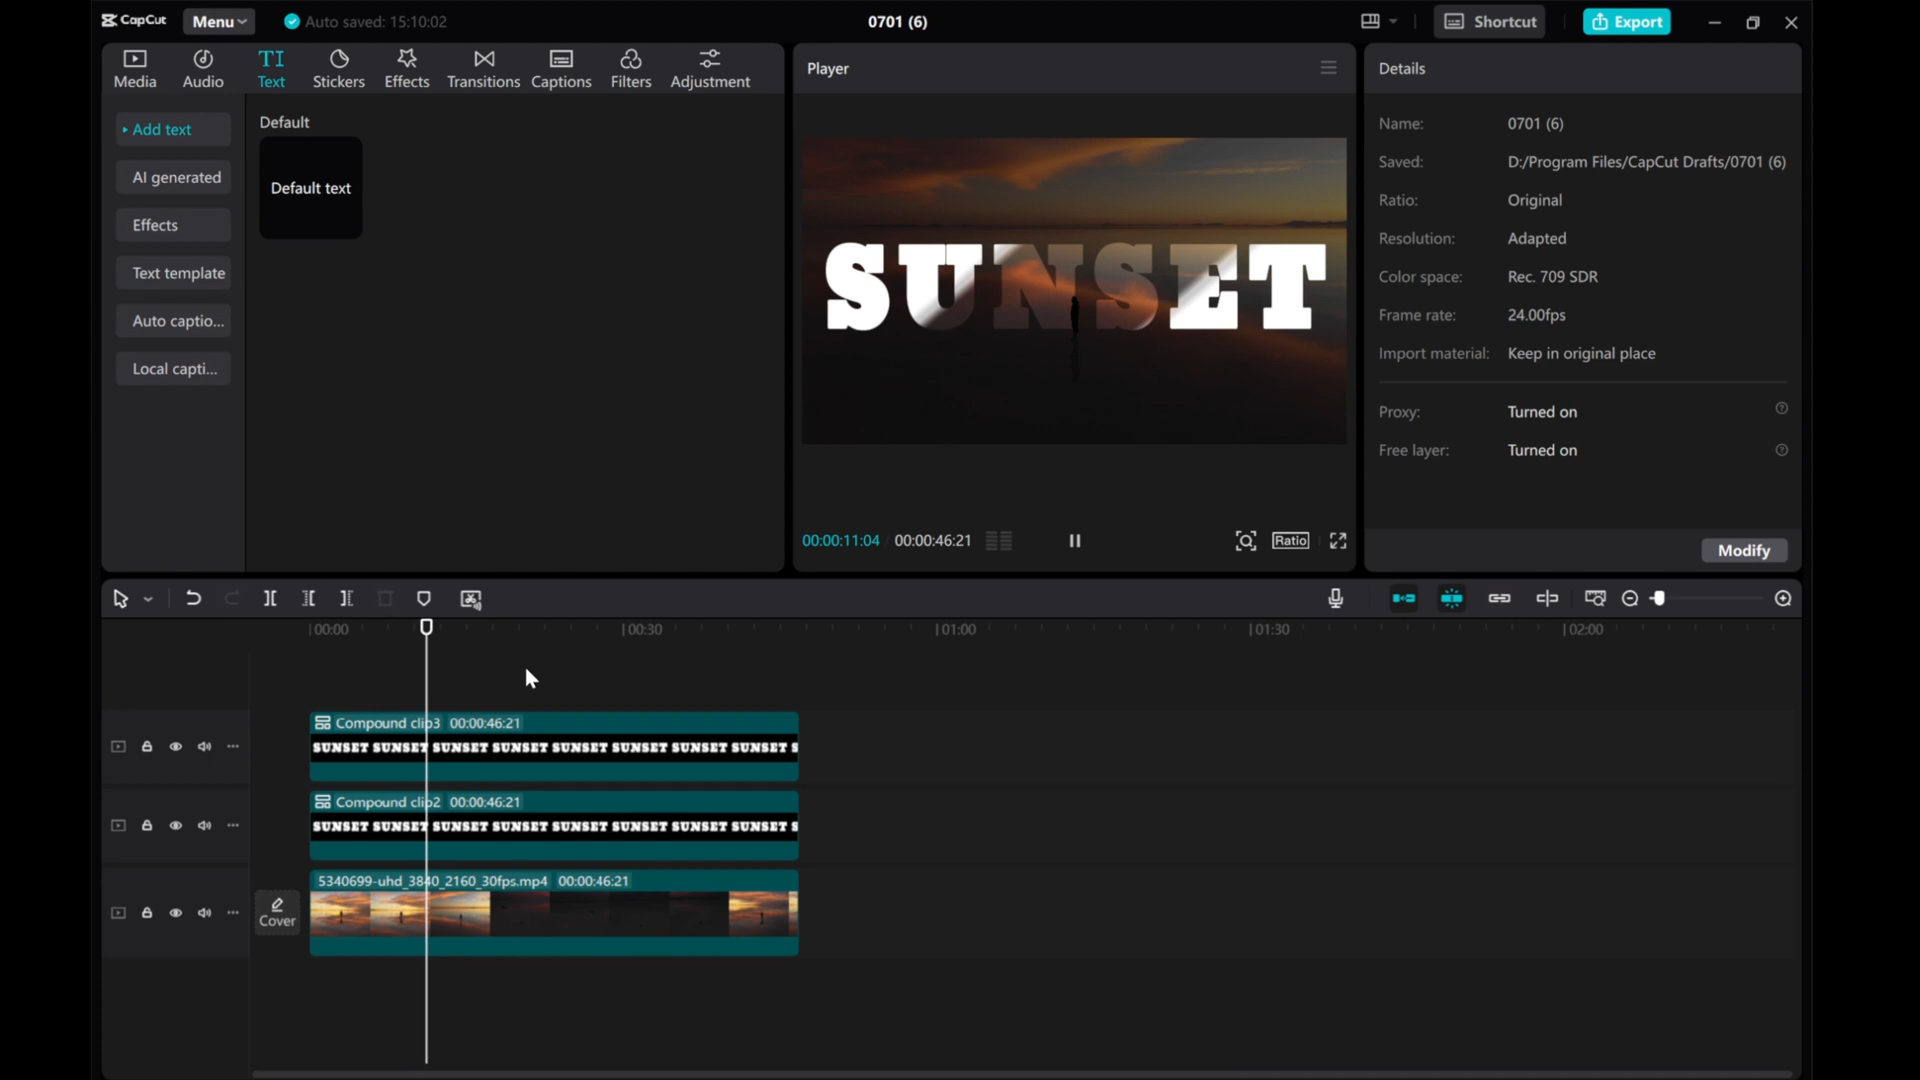 CapCut
Menu
Auto saved: 15:10:02
0701 (6)
Shortcut
Export
Media
Audio
TI
Text
Stickers
Effects
Transitions
Captions
Filters
Adjustment
Player
Details
Add text
AI generated
Effects
Text template
Auto captio...
Local capti...
Default
Default text
SUNSET
00:00:11:04
00:00:46:21
Ratio
Name: 0701 (6)
Saved: D:/Program Files/CapCut Drafts/0701 (6)
Ratio: Original
Resolution: Adapted
Color space: Rec. 709 SDR
Frame rate: 24.00fps
Import material: Keep in original place
Proxy: Turned on
Free layer: Turned on
Modify
00:00
00:30
01:00
01:30
02:00
Compound clip3 00:00:46:21
SUNSET SUNSET SUNSET SUNSET SUNSET SUNSET SUNSET SUNSET S
Compound clip2 00:00:46:21
SUNSET SUNSET SUNSET SUNSET SUNSET SUNSET SUNSET SUNSET S
Cover
5340699-uhd_3840_2160_30fps.mp4 00:00:46:21